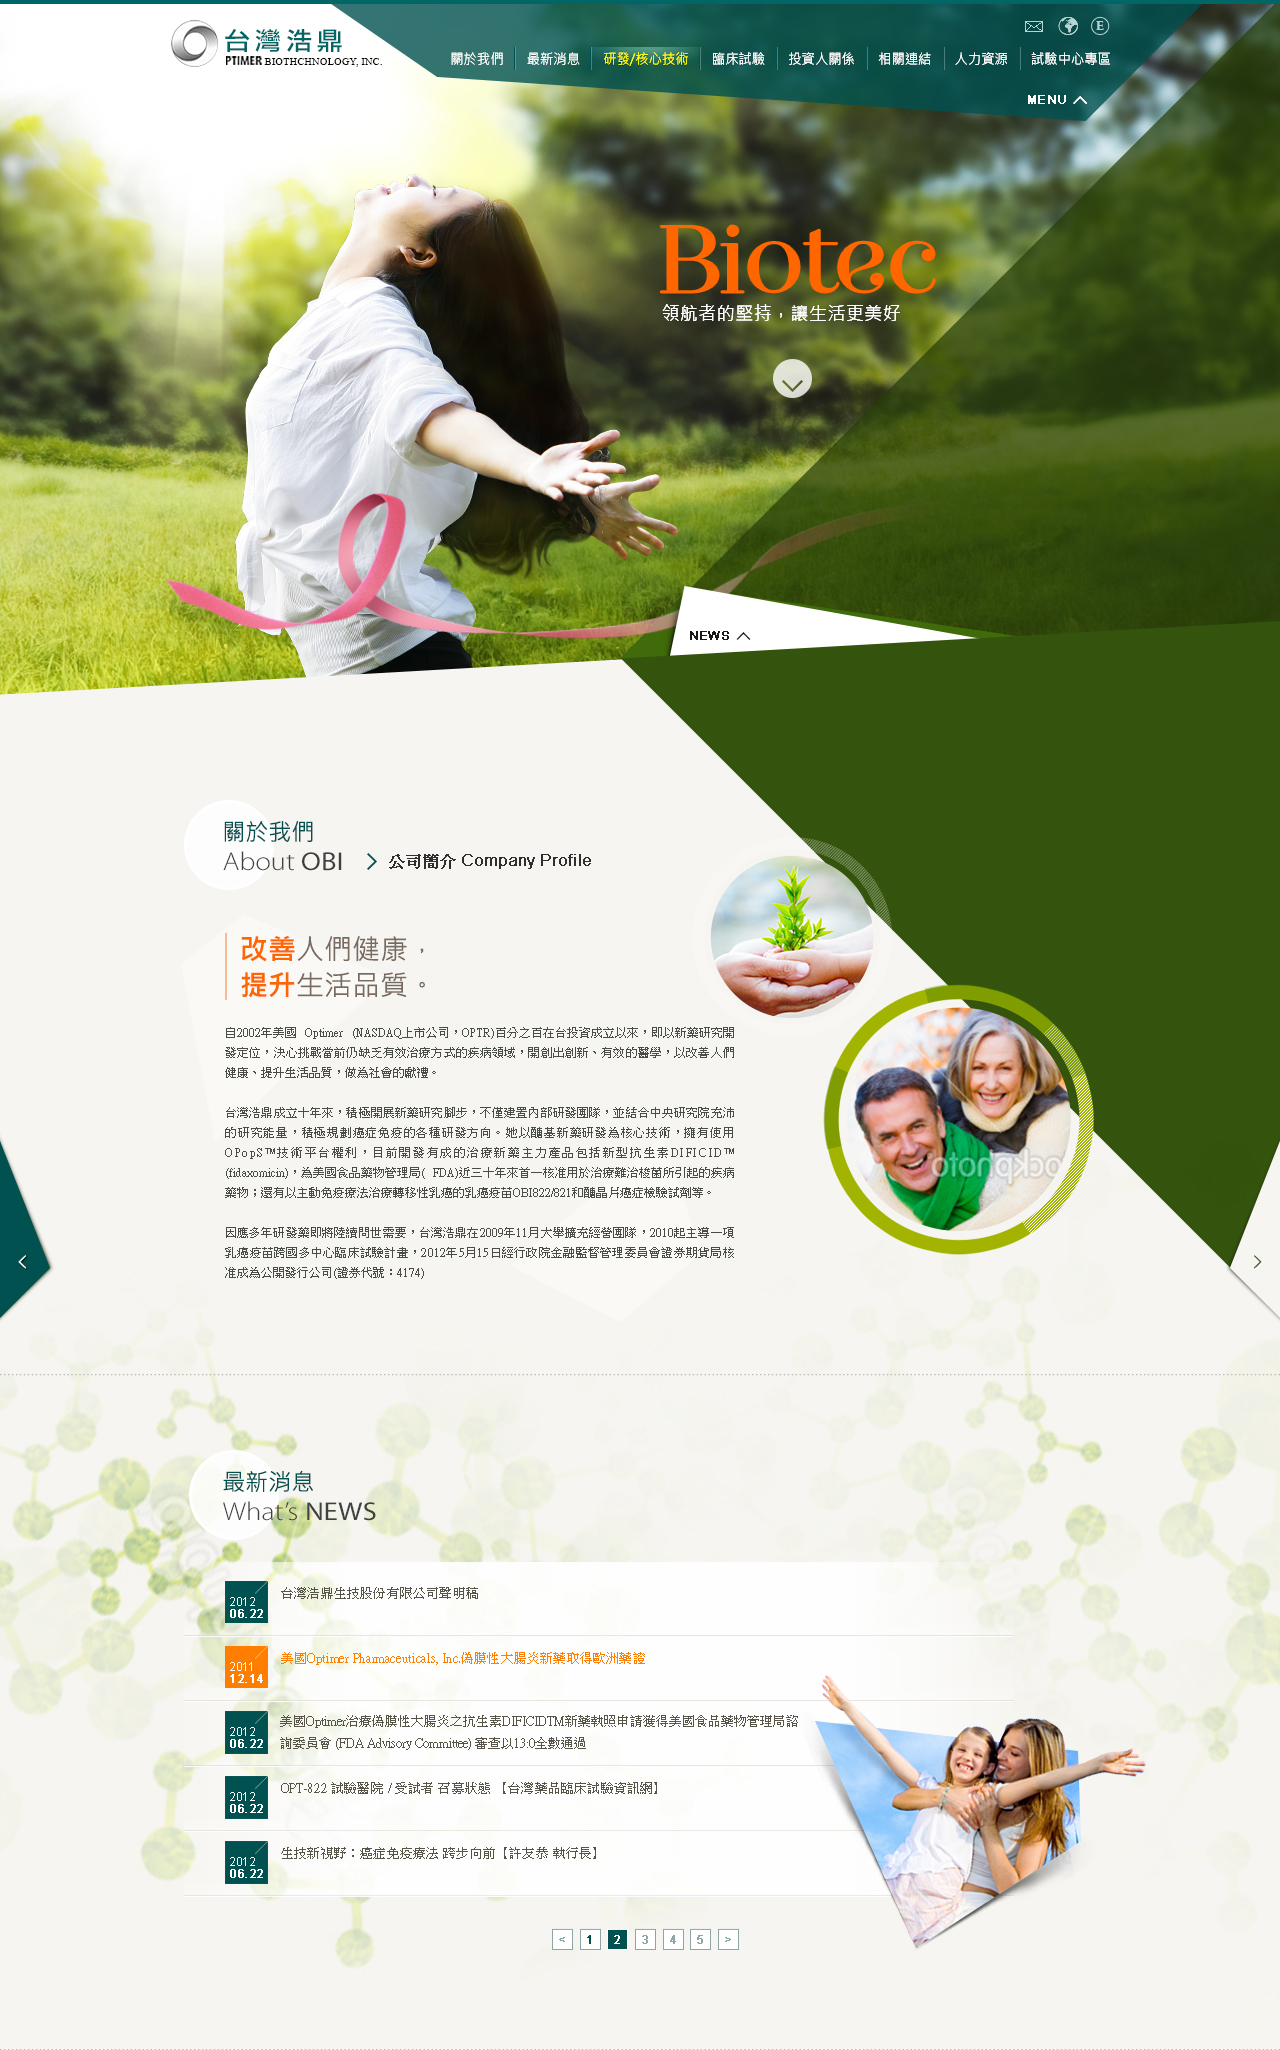 台灣浩鼎
PTIMER BIOTHCHNOLOGY, INC.
E
關於我們
最新消息
研發/核心技術
臨床試驗
投資人關係
相關連結
人力資源
試驗中心專區
MENU
Biotec
領航者的堅持，讓生活更美好
NEWS
關於我們
About OBI
公司簡介 Company Profile
改善人們健康，
提升生活品質。
自2002年美國 Optimer (NASDAQ上市公司，OPTR)百分之百在台投資成立以來，即以新藥研究開
發定位，決心挑戰當前仍缺乏有效治療方式的疾病領域，開創出創新、有效的醫學，以改善人們
健康、提升生活品質，做為社會的獻禮。
台灣浩鼎成立十年來，積極開展新藥研究腳步，不僅建置內部研發團隊，並結合中央研究院充沛
的研究能量，積極規劃癌症免疫的各種研發方向。她以醣基新藥研發為核心技術，擁有使用
OPopS™技術平台權利，目前開發有成的治療新藥主力產品包括新型抗生素DIFICID™
(fidaxomicin)，為美國食品藥物管理局( FDA)近三十年來首一核准用於治療難治梭菌所引起的疾病
藥物；還有以主動免疫療法治療轉移性乳癌的乳癌疫苗OBI822/821和醣晶片癌症檢驗試劑等。
因應多年研發藥即將陸續問世需要，台灣浩鼎在2009年11月大舉擴充經營團隊，2010起主導一項
乳癌疫苗跨國多中心臨床試驗計畫，2012年5月15日經行政院金融監督管理委員會證券期貨局核
准成為公開發行公司(證券代號：4174)
最新消息
What's NEWS
2012
06.22
台灣浩鼎生技股份有限公司聲明稿
2011
12.14
美國Optimer Pharmaceuticals, Inc.偽膜性大腸炎新藥取得歐洲藥證
2012
06.22
美國Optimer治療偽膜性大腸炎之抗生素DIFICIDTM新藥執照申請獲得美國食品藥物管理局諮
詢委員會 (FDA Advisory Committee) 審查以13:0全數通過
2012
06.22
OPT-822 試驗醫院 / 受試者 召募狀態 【台灣藥品臨床試驗資訊網】
2012
06.22
生技新視野：癌症免疫療法 跨步向前【許友恭 執行長】
< 1 2 3 4 5 >